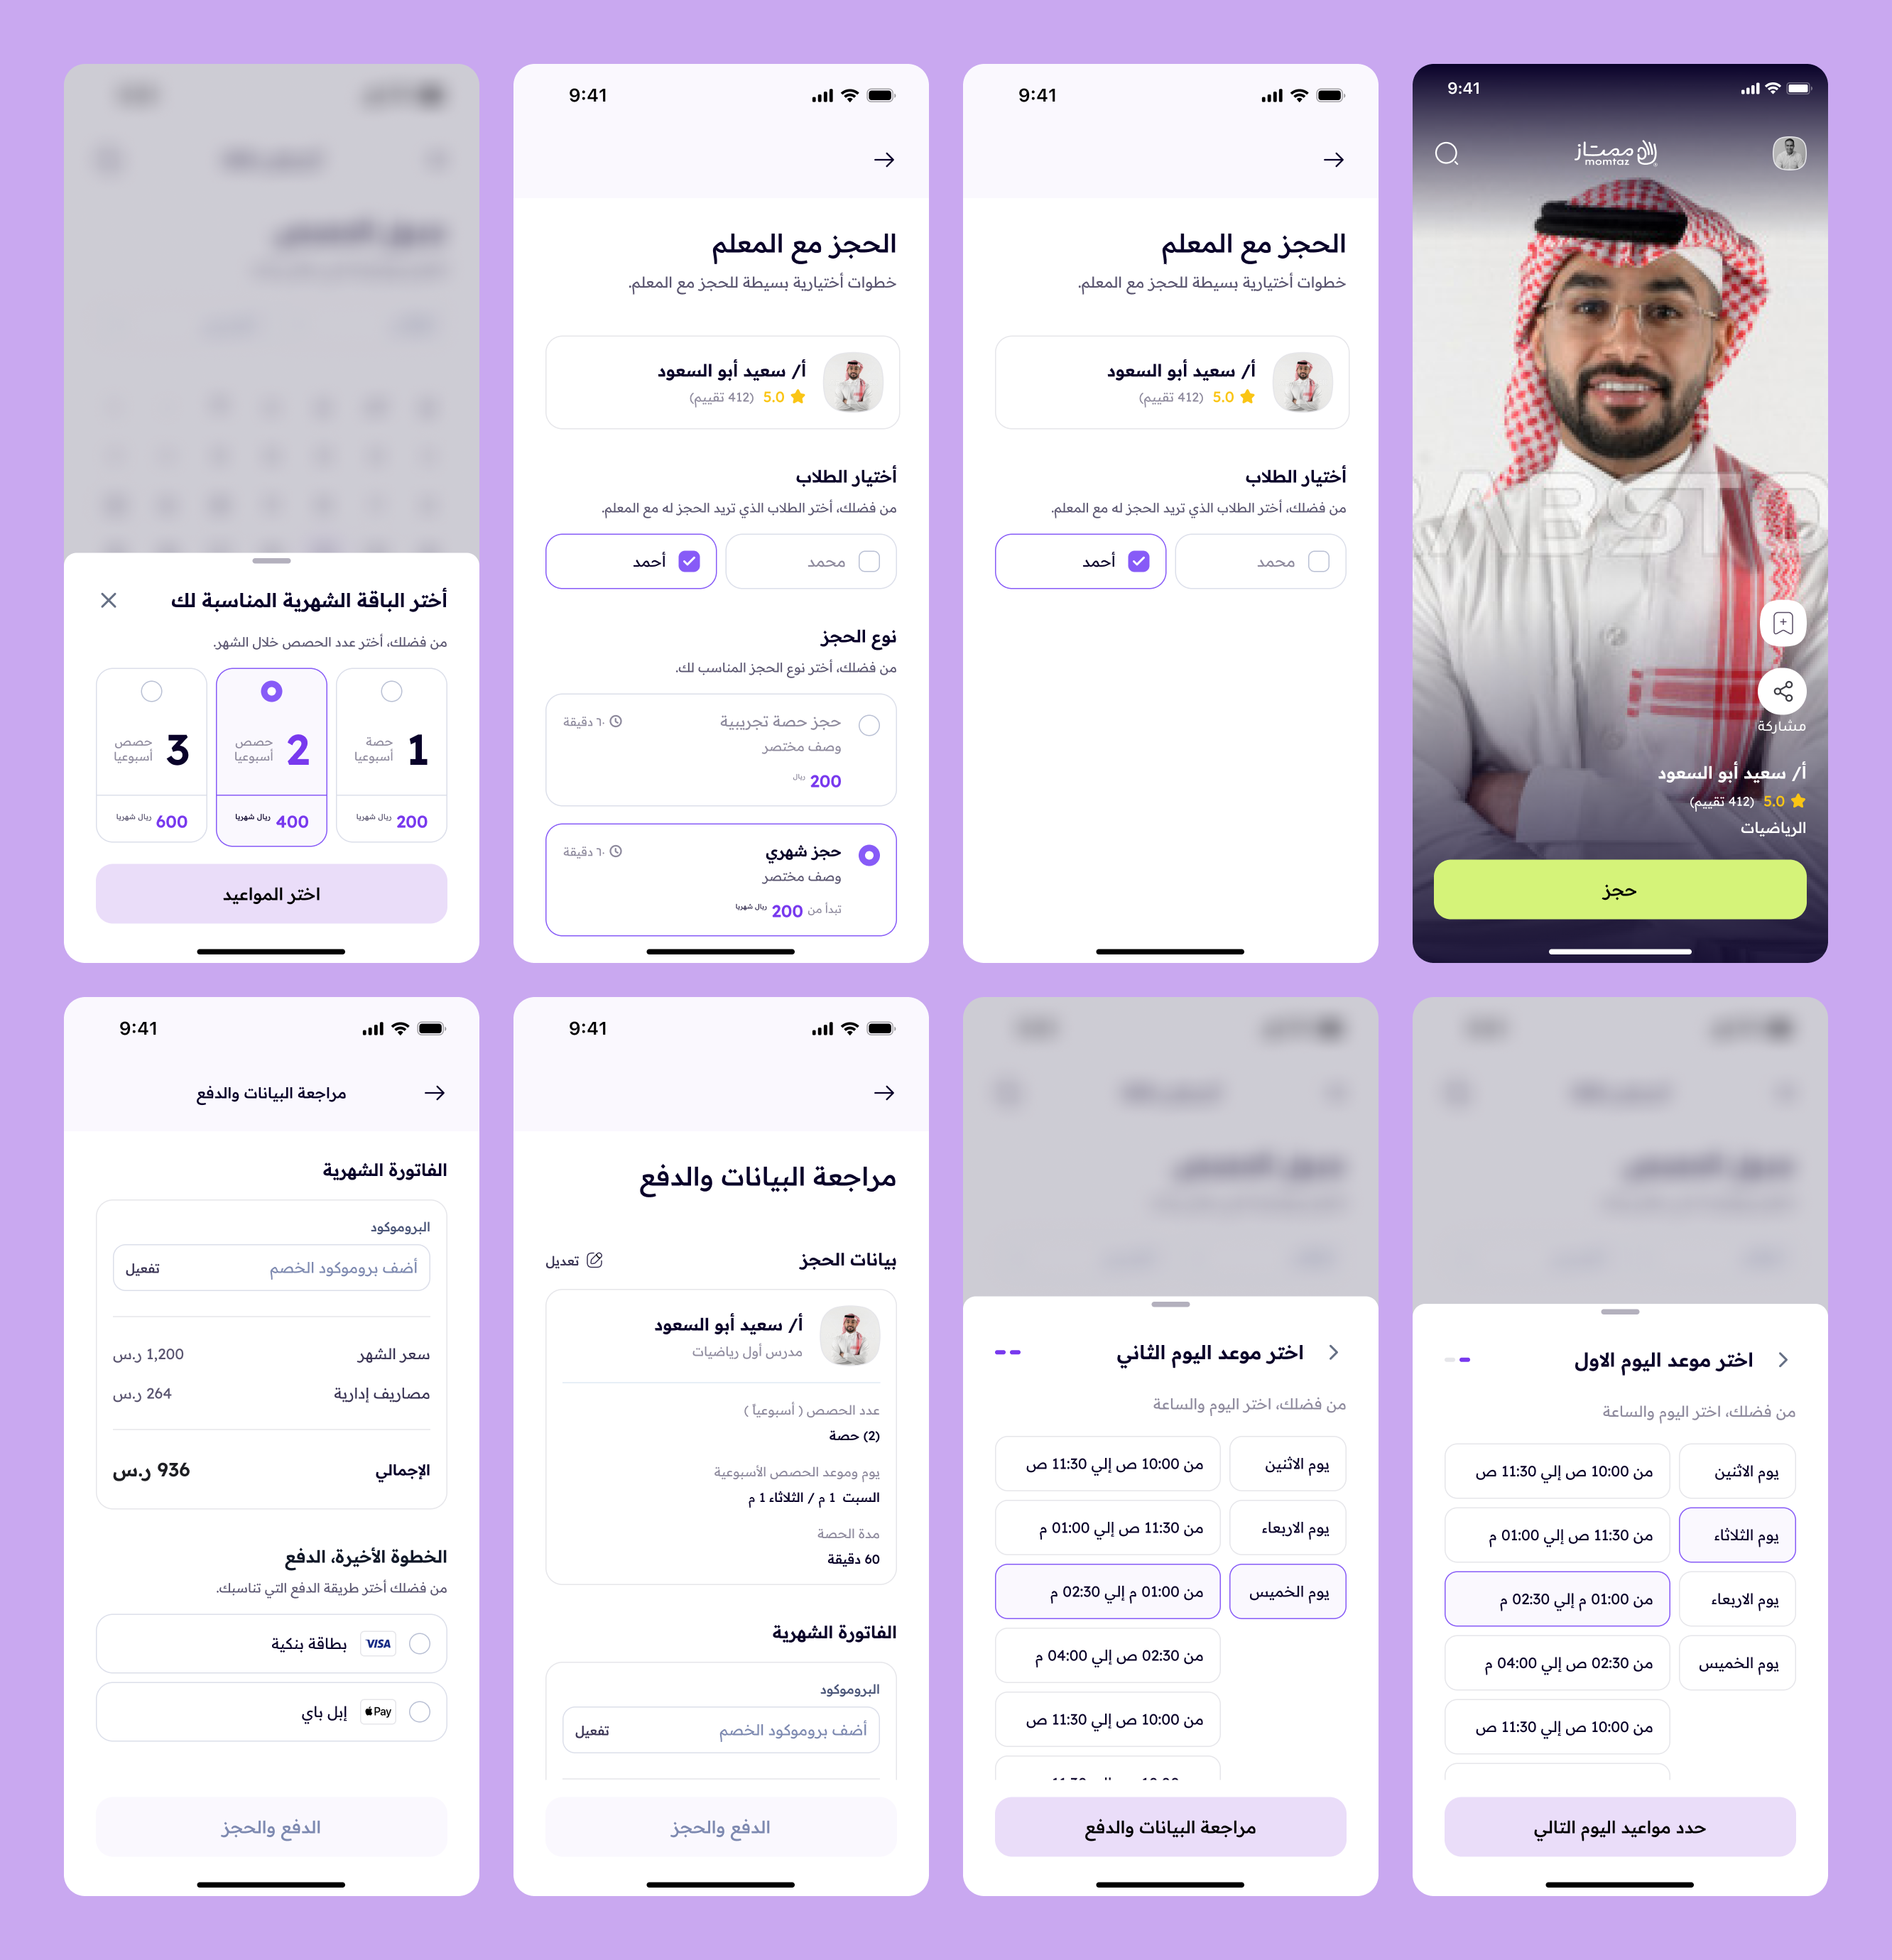 9:41
ممتاز
momtaz
ABSTO
مشاركة
أ/ سعيد أبو السعود
5.0 (412 تقييم)
الرياضيات
حجز
9:41
الحجز مع المعلم
خطوات أختيارية بسيطة للحجز مع المعلم.
أ/ سعيد أبو السعود
5.0 (412 تقييم)
أختيار الطلاب
من فضلك، أختر الطلاب الذي تريد الحجز له مع المعلم.
محمد
أحمد
9:41
الحجز مع المعلم
خطوات أختيارية بسيطة للحجز مع المعلم.
أ/ سعيد أبو السعود
5.0 (412 تقييم)
أختيار الطلاب
من فضلك، أختر الطلاب الذي تريد الحجز له مع المعلم.
محمد
أحمد
نوع الحجز
من فضلك، أختر نوع الحجز المناسب لك.
حجز حصة تجريبية
٦٠ دقيقة
وصف مختصر
200 ريال
حجز شهري
٦٠ دقيقة
وصف مختصر
تبدأ من 200 ريال شهريا
أختر الباقة الشهرية المناسبة لك
من فضلك، أختر عدد الحصص خلال الشهر.
1 حصة أسبوعيا
200 ريال شهريا
2 حصص أسبوعيا
400 ريال شهريا
3 حصص أسبوعيا
600 ريال شهريا
اختر المواعيد
اختر موعد اليوم الاول
من فضلك، اختر اليوم والساعة
يوم الاثنين
من 10:00 ص إلي 11:30 ص
يوم الثلاثاء
من 11:30 ص إلي 01:00 م
يوم الاربعاء
من 01:00 م إلي 02:30 م
يوم الخميس
من 02:30 ص إلي 04:00 م
من 10:00 ص إلي 11:30 ص
حدد مواعيد اليوم التالي
اختر موعد اليوم الثاني
من فضلك، اختر اليوم والساعة
يوم الاثنين
من 10:00 ص إلي 11:30 ص
يوم الاربعاء
من 11:30 ص إلي 01:00 م
يوم الخميس
من 01:00 م إلي 02:30 م
من 02:30 ص إلي 04:00 م
من 10:00 ص إلي 11:30 ص
مراجعة البيانات والدفع
9:41
مراجعة البيانات والدفع
بيانات الحجز
تعديل
أ/ سعيد أبو السعود
مدرس أول رياضيات
عدد الحصص ( أسبوعياً )
(2) حصة
يوم وموعد الحصص الأسبوعية
السبت 1 م / الثلاثاء 1 م
مدة الحصة
60 دقيقة
الفاتورة الشهرية
البروموكود
أضف بروموكود الخصم
تفعيل
الدفع والحجز
9:41
مراجعة البيانات والدفع
الفاتورة الشهرية
البروموكود
أضف بروموكود الخصم
تفعيل
سعر الشهر
1,200 ر.س
مصاريف إدارية
264 ر.س
الإجمالي
936 ر.س
الخطوة الأخيرة، الدفع
من فضلك أختر طريقة الدفع التي تناسبك.
VISA
بطاقة بنكية
Pay
إبل باي
الدفع والحجز